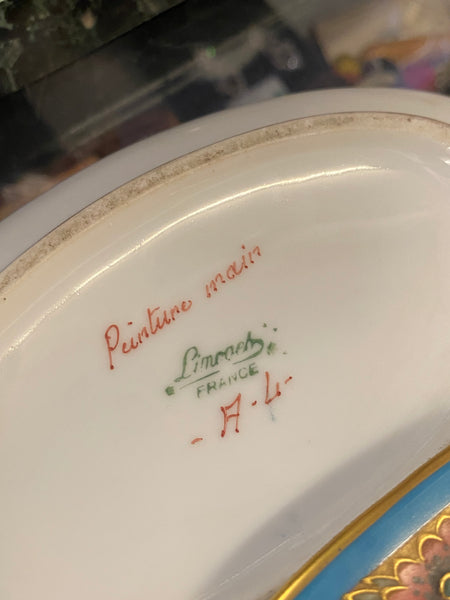 Peinture main
Limoges
FRANCE
- A. L. -